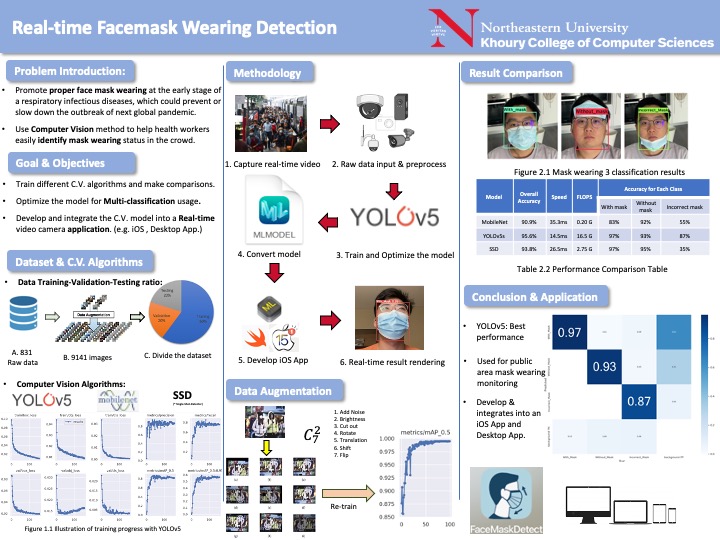 Real-time Facemask Wearing Detection
Northeastern University
Khoury College of Computer Sciences
Problem Introduction:
• Promote proper face mask wearing at the early stage of
a respiratory infectious diseases, which could prevent or
slow down the outbreak of next global pandemic.
• Use Computer Vision method to help health workers
easily identify mask wearing status in the crowd.
Goal & Objectives
• Train different C.V. algorithms and make comparisons.
• Optimize the model for Multi-classification usage.
• Develop and integrate the C.V. model into a Real-time
video camera application. (e.g. iOS , Desktop App.)
Dataset & C.V. Algorithms
• Data Training-Validation-Testing ratio:
Data Augmentation
Testing
Validation
A. 831
Raw data
B. 9141 images
C. Divide the dataset
• Computer Vision Algorithms:
YOLOv5
mobilenet
SSD
Figure 1.1 Illustration of training progress with YOLOv5
Methodology
1. Capture real-time video
2. Raw data input & preprocess
ML
MLMODEL
YOLOv5
4. Convert model
3. Train and Optimize the model
15
5. Develop iOS App
6. Real-time result rendering
Data Augmentation
C₇²
1. Add Noise
2. Brightness
3. Cut out
4. Rotate
5. Translation
6. Shift
7. Flip
Re-train
metrics/mAP_0.5
1.000
0.975
0.950
0.925
0.900
0.875
0.850
0
50
100
Result Comparison
With_mask
Without_mask
Incorrect_Mask
Figure 2.1 Mask wearing 3 classification results
Model Overall Accuracy Speed FLOPS Accuracy for Each Class
With mask Without mask Incorrect mask
MobileNet 90.9% 35.3ms 0.20 G 83% 92% 55%
YOLOv5s 95.6% 14.5ms 16.5 G 97% 93% 87%
SSD 93.8% 26.5ms 2.75 G 97% 95% 35%
Table 2.2 Performance Comparison Table
Conclusion & Application
• YOLOv5: Best
performance
• Used for public
area mask wearing
monitoring
• Develop &
integrates into an
iOS App and
Desktop App.
0.97
0.93
0.87
FaceMaskDetect